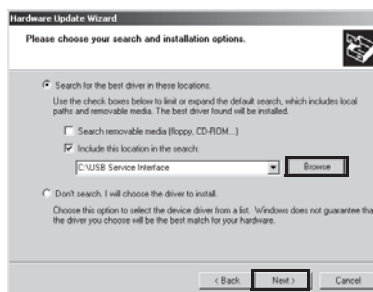 Hardware Update Wizard
Please choose your search and installation options.
Search for the best driver in these locations.
Use the check boxes below to limit or expand the default search, which includes local
paths and removable media. The best driver found will be installed.
Search removable media (floppy, CD-ROM...)
Include this location in the search:
C:\USB Service Interface
Browse
Don't search. I will choose the driver to install.
Choose this option to select the device driver from a list. Windows does not guarantee tha
the driver you choose will be the best match for your hardware.
< Back
Next >
Cancel